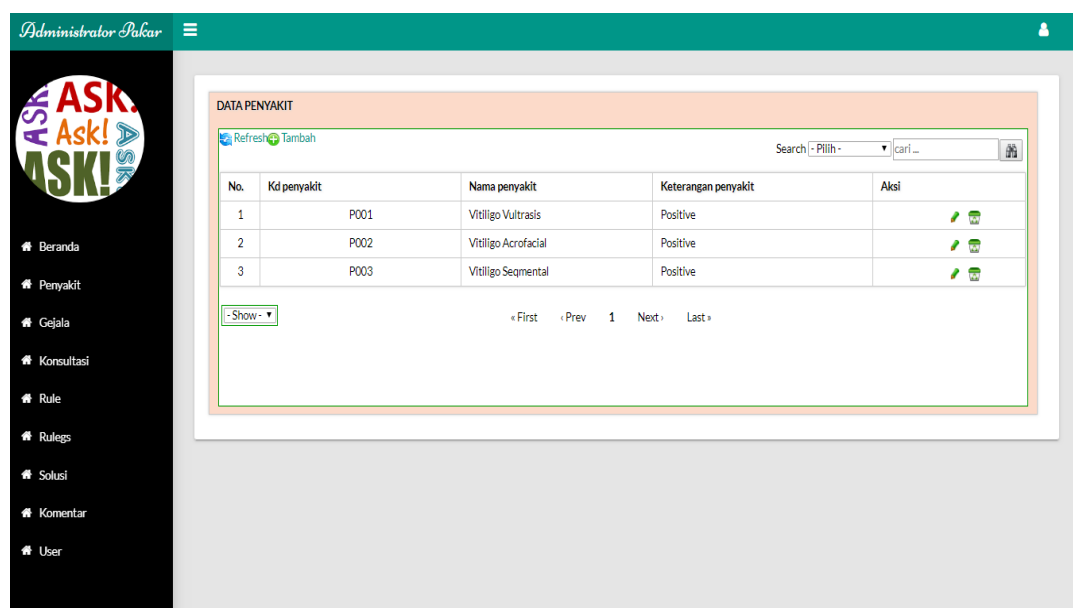 Administrator Pakar
ASK ASK.
Ask!
ASK!
ASK
Beranda
Penyakit
Gejala
Konsultasi
Rule
Rulegs
Solusi
Komentar
User
DATA PENYAKIT
Refresh Tambah
Search - Pilih - cari ...
No. Kd penyakit Nama penyakit Keterangan penyakit Aksi
1 P001 Vitiligo Vultrasis Positive
2 P002 Vitiligo Acrofacial Positive
3 P003 Vitiligo Seqmental Positive
- Show - « First ‹ Prev 1 Next › Last »